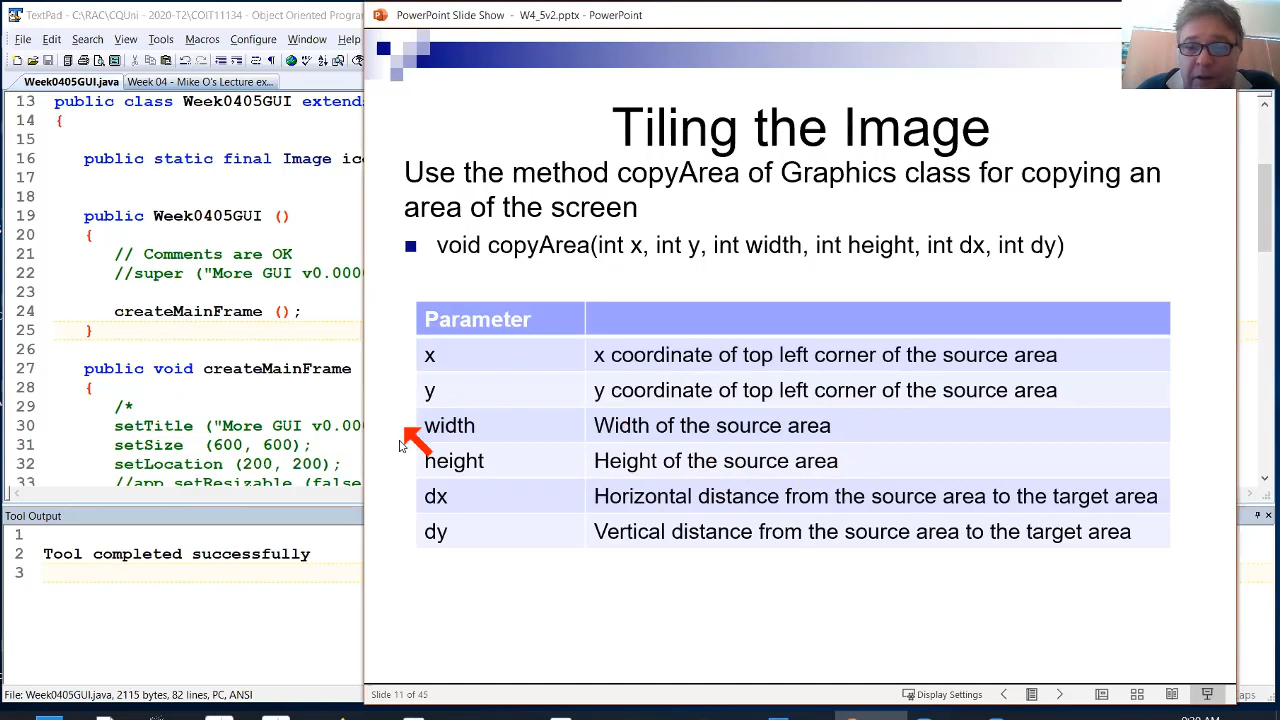 TextPad - C:\RAC\CQUni - 2020-T2\COIT11134 - Object Oriented Progra
File Edit Search View Tools Macros Configure Window
Week0405GUI.java Week 04 - Mike O's Lecture ex...
13 public class Week0405GUI extends
14 {
15
16 public static final Image ico
17
18
19 public Week0405GUI ()
20 {
21 // Comments are OK
22 //super ("More GUI v0.000
23
24 createMainFrame ();
25 }
26
27 public void createMainFrame
28 {
29 /*
30 setTitle ("More GUI v0.00
31 setSize (600, 600);
32 setLocation (200, 200);
33 //app.setResizable (false
Tool Output
1
2 Tool completed successfully
3
File: Week0405GUI.java, 2115 bytes, 82 lines, PC, ANSI
PowerPoint Slide Show - W4_5v2.pptx - PowerPoint
Tiling the Image
Use the method copyArea of Graphics class for copying an
area of the screen
void copyArea(int x, int y, int width, int height, int dx, int dy)
Parameter
x x coordinate of top left corner of the source area
y y coordinate of top left corner of the source area
width Width of the source area
height Height of the source area
dx Horizontal distance from the source area to the target area
dy Vertical distance from the source area to the target area
Slide 11 of 45
Display Settings